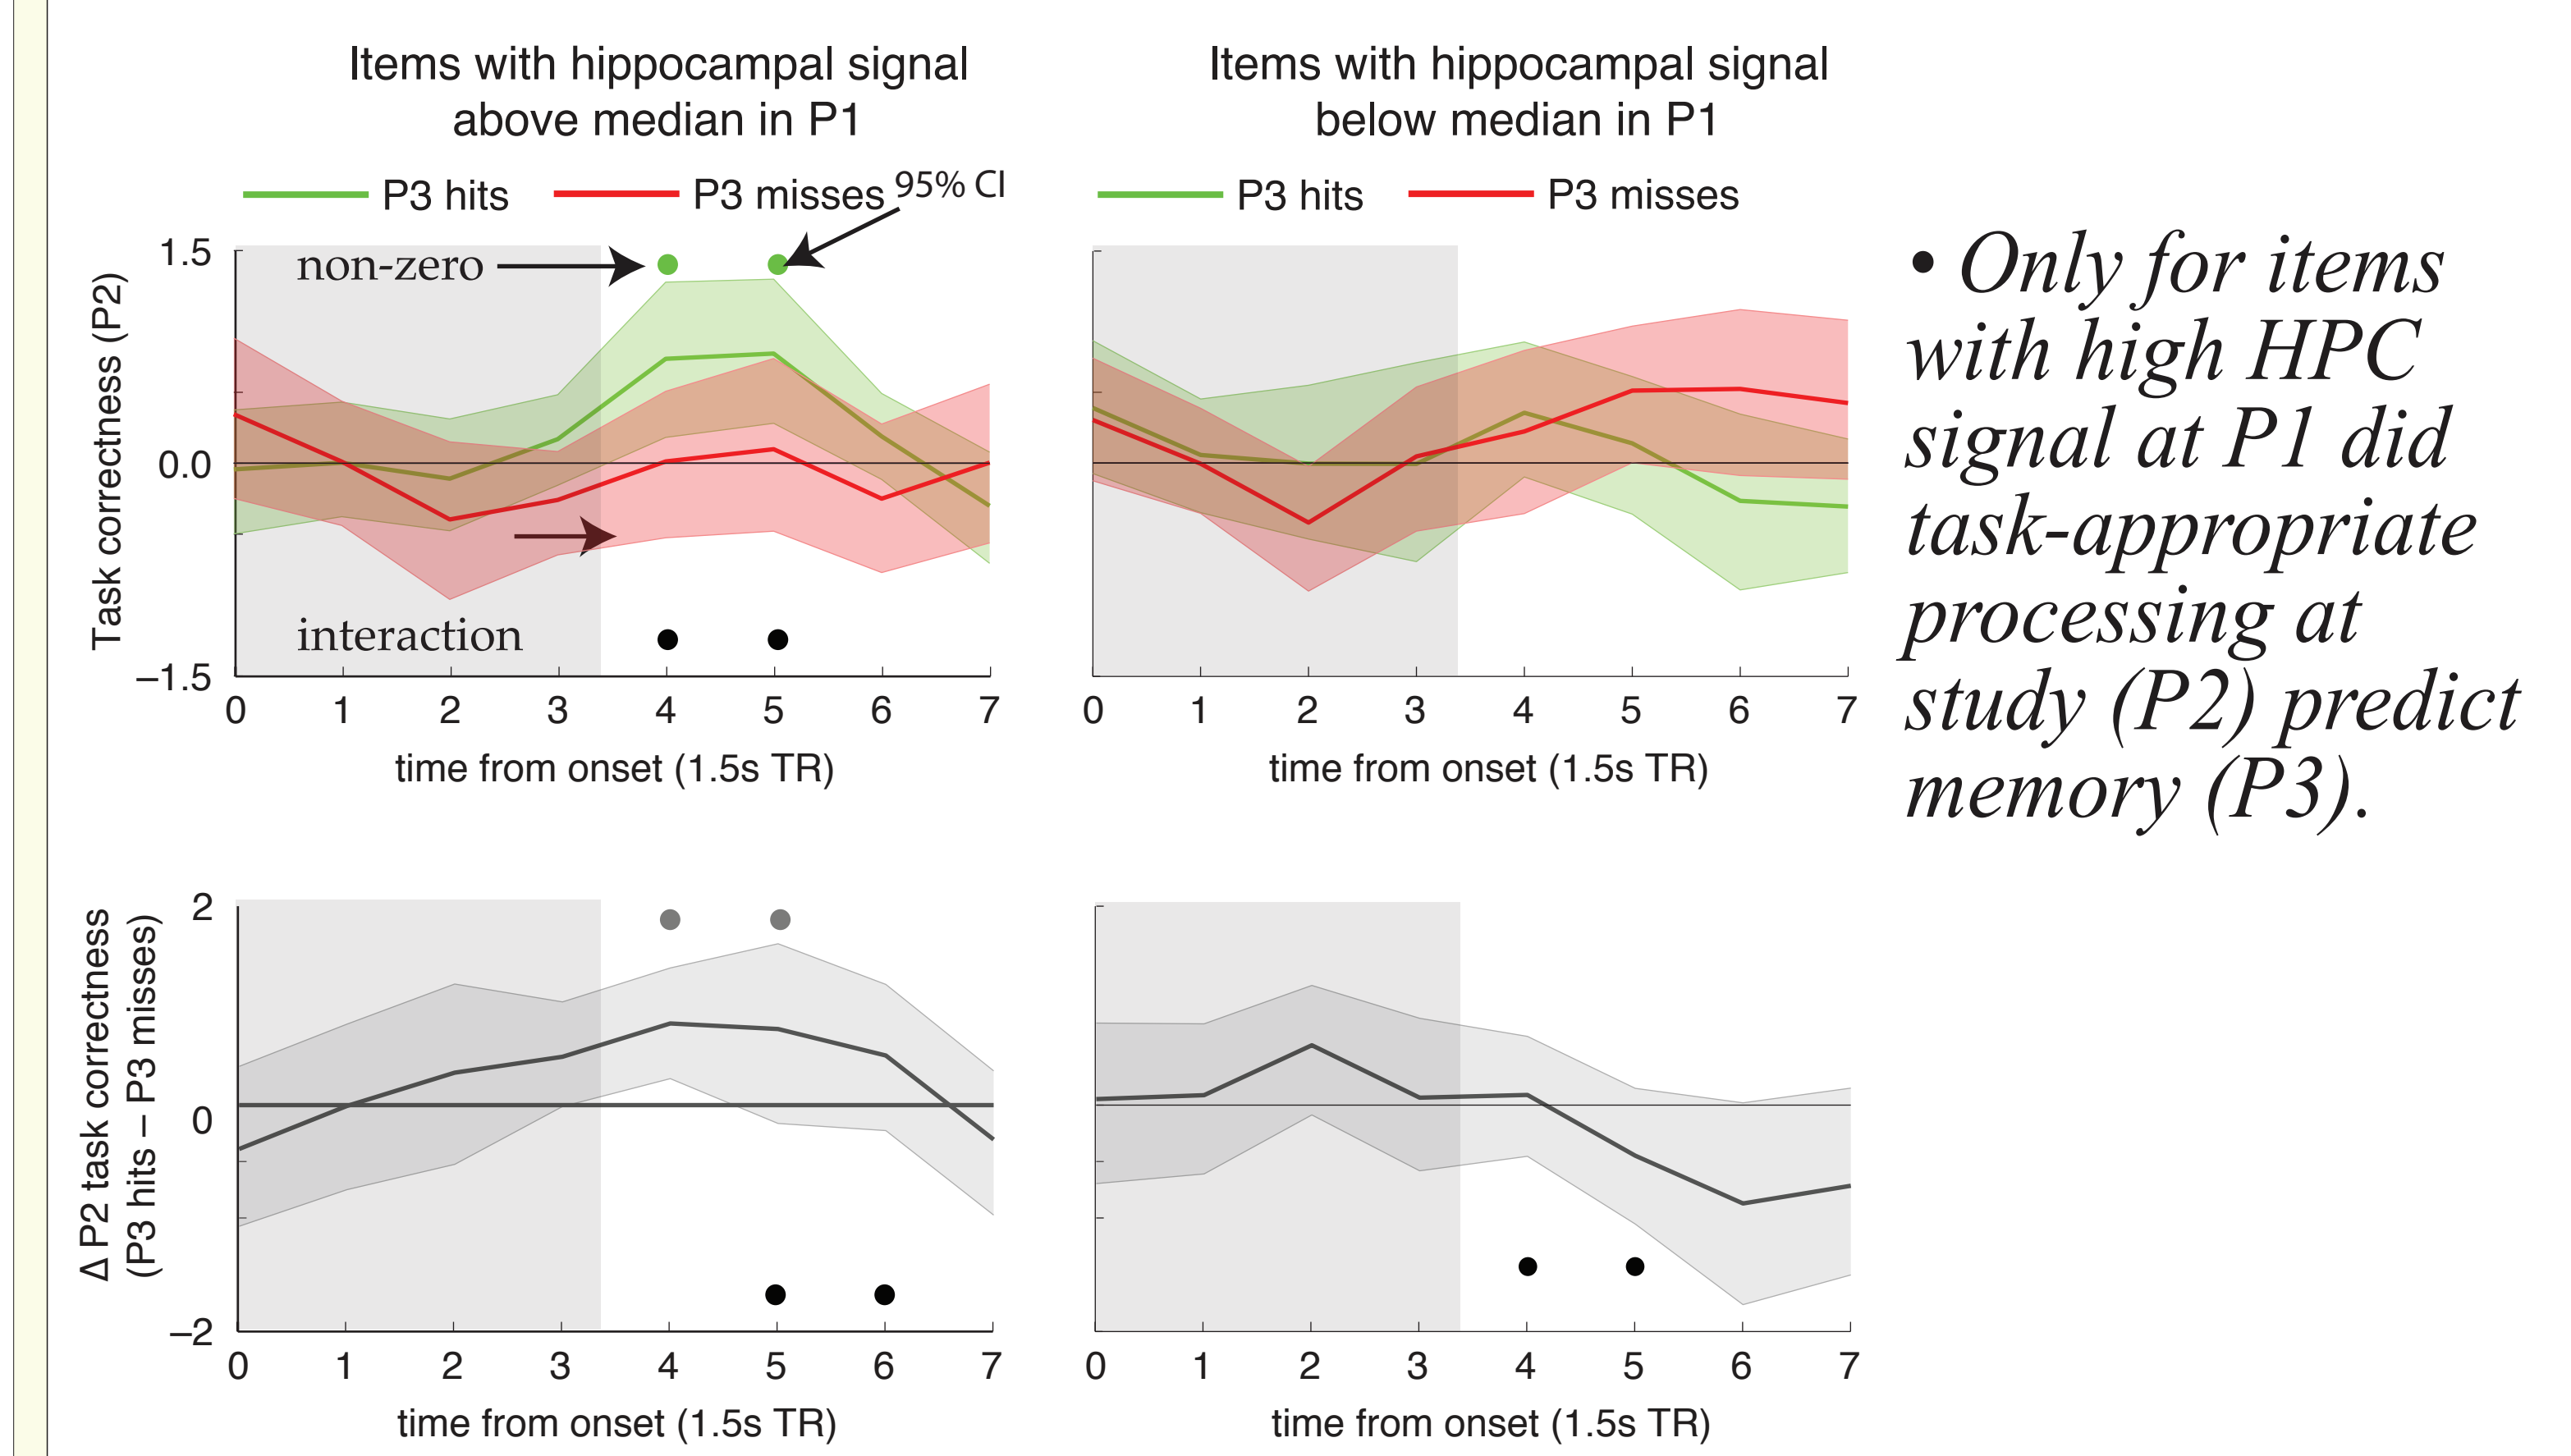 Items with hippocampal signal
above median in P1
P3 hits
P3 misses
95% CI
non-zero
interaction
Task correctness (P2)
1.5
0.0
−1.5
0 1 2 3 4 5 6 7
time from onset (1.5s TR)
Items with hippocampal signal
below median in P1
P3 hits
P3 misses
0 1 2 3 4 5 6 7
time from onset (1.5s TR)
• Only for items
with high HPC
signal at P1 did
task-appropriate
processing at
study (P2) predict
memory (P3).
Δ P2 task correctness
(P3 hits – P3 misses)
2
0
−2
0 1 2 3 4 5 6 7
time from onset (1.5s TR)
0 1 2 3 4 5 6 7
time from onset (1.5s TR)